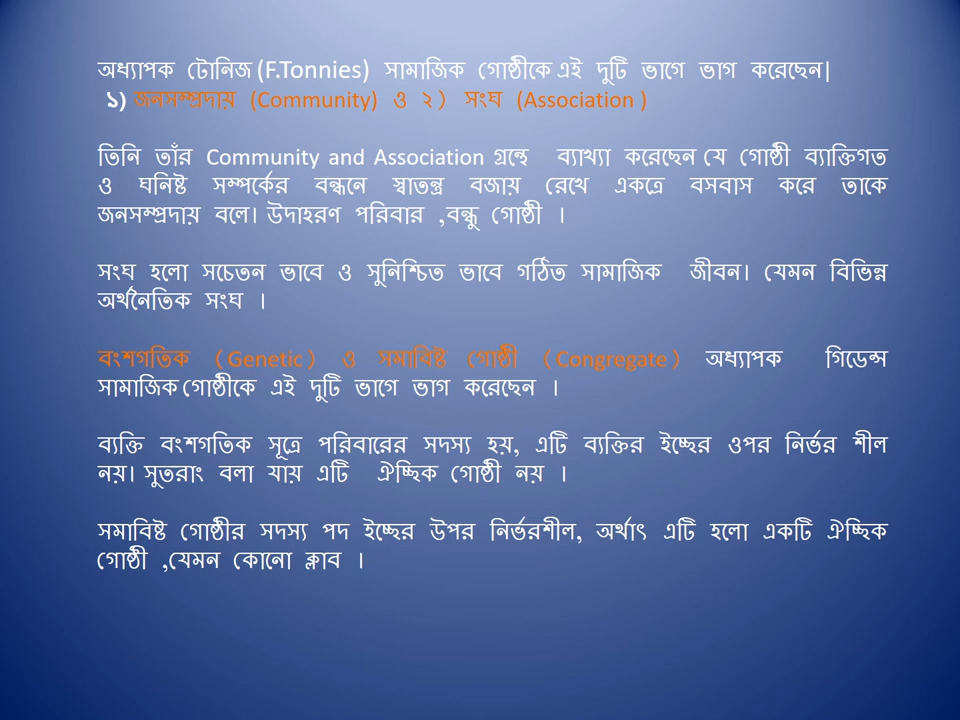 অধ্যাপক টোনিজ (F.Tonnies) সামাজিক গোষ্ঠীকে এই দুটি ভাগে ভাগ করেছেন|
১) জনসম্প্রদায় (Community) ও ২) সংঘ (Association )
তিনি তাঁর Community and Association গ্রন্থে ব্যাখ্যা করেছেন যে গোষ্ঠী ব্যাক্তিগত
ও ঘনিষ্ট সম্পর্কের বন্ধনে স্বাতন্ত্র বজায় রেখে একত্রে বসবাস করে তাকে
জনসম্প্রদায় বলে। উদাহরণ পরিবার ,বন্ধু গোষ্ঠী ।
সংঘ হলো সচেতন ভাবে ও সুনিশ্চিত ভাবে গঠিত সামাজিক জীবন। যেমন বিভিন্ন
অর্থনৈতিক সংঘ ।
বংশগতিক (Genetic) ও সমাবিষ্ট গোষ্ঠী (Congregate) অধ্যাপক গিডেন্স
সামাজিক গোষ্ঠীকে এই দুটি ভাগে ভাগ করেছেন ।
ব্যক্তি বংশগতিক সূত্রে পরিবারের সদস্য হয়, এটি ব্যক্তির ইচ্ছের ওপর নির্ভর শীল
নয়। সুতরাং বলা যায় এটি ঐচ্ছিক গোষ্ঠী নয় ।
সমাবিষ্ট গোষ্ঠীর সদস্য পদ ইচ্ছের উপর নির্ভরশীল, অর্থাৎ এটি হলো একটি ঐচ্ছিক
গোষ্ঠী ,যেমন কোনো ক্লাব ।